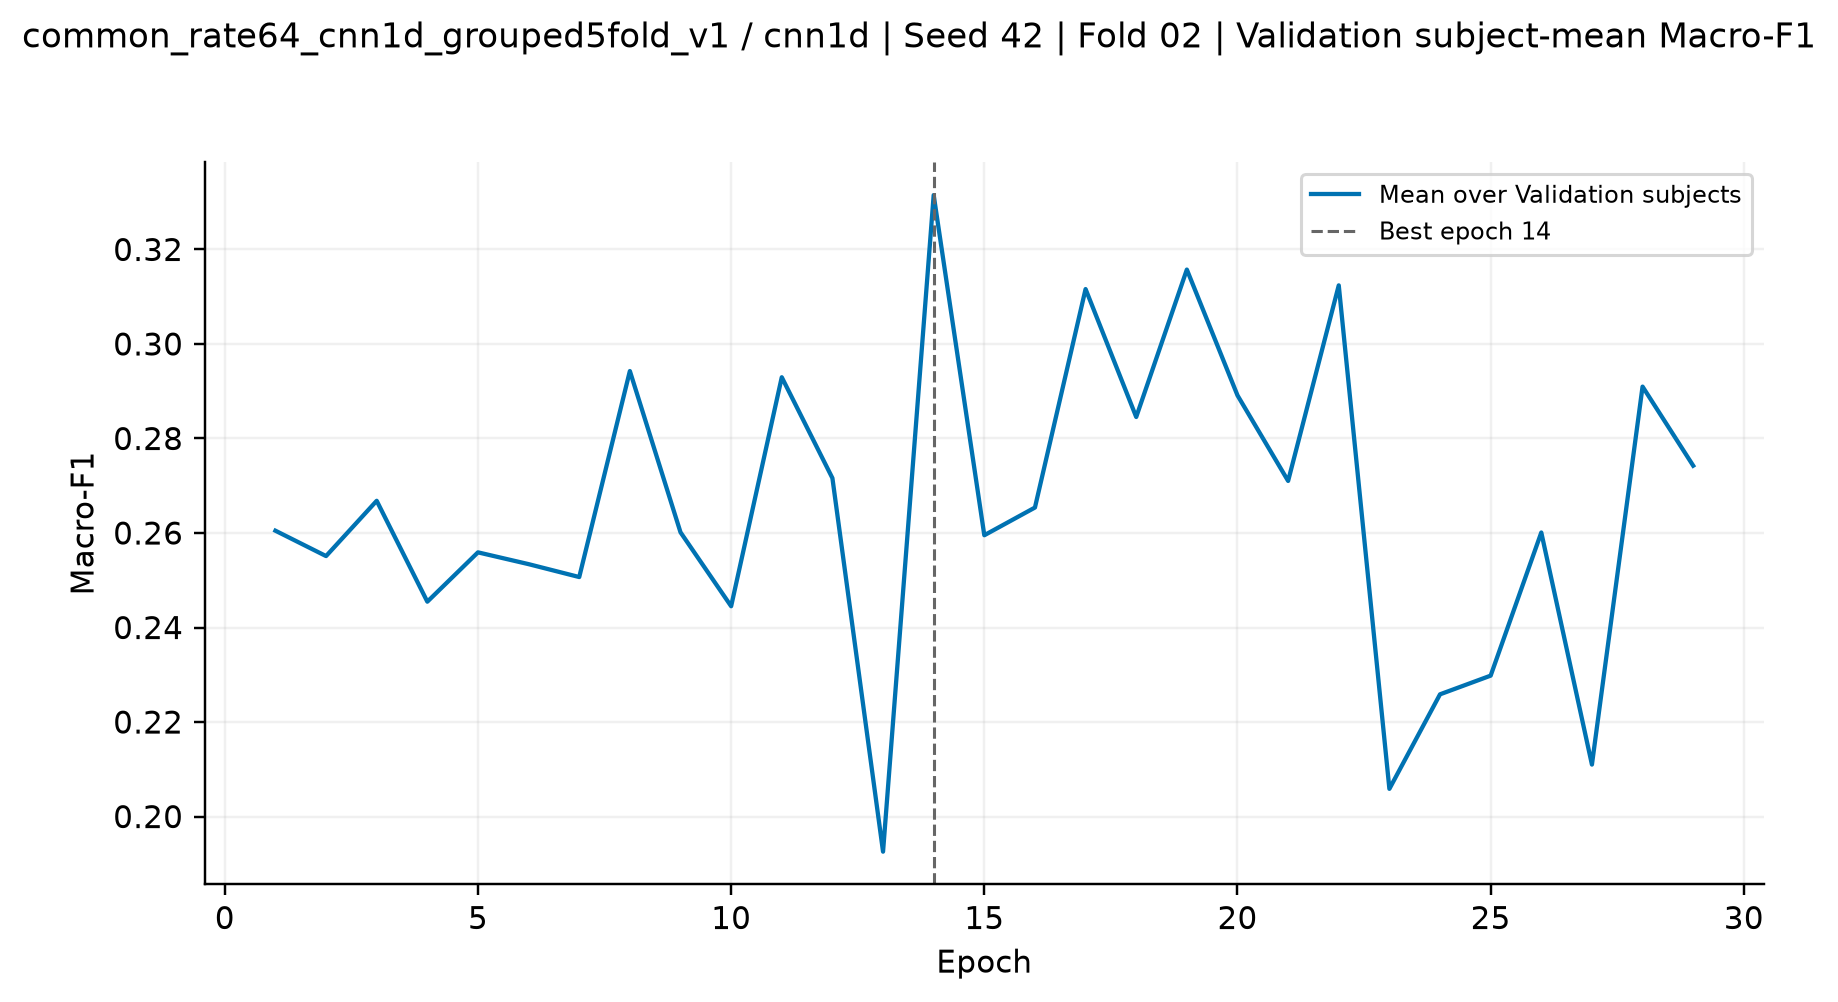 common_rate64_cnn1d_grouped5fold_v1 / cnn1d | Seed 42 | Fold 02 | Validation subject-mean Macro-F1
Mean over Validation subjects
Best epoch 14
Macro-F1
0.32
0.30
0.28
0.26
0.24
0.22
0.20
0 5 10 15 20 25 30
Epoch